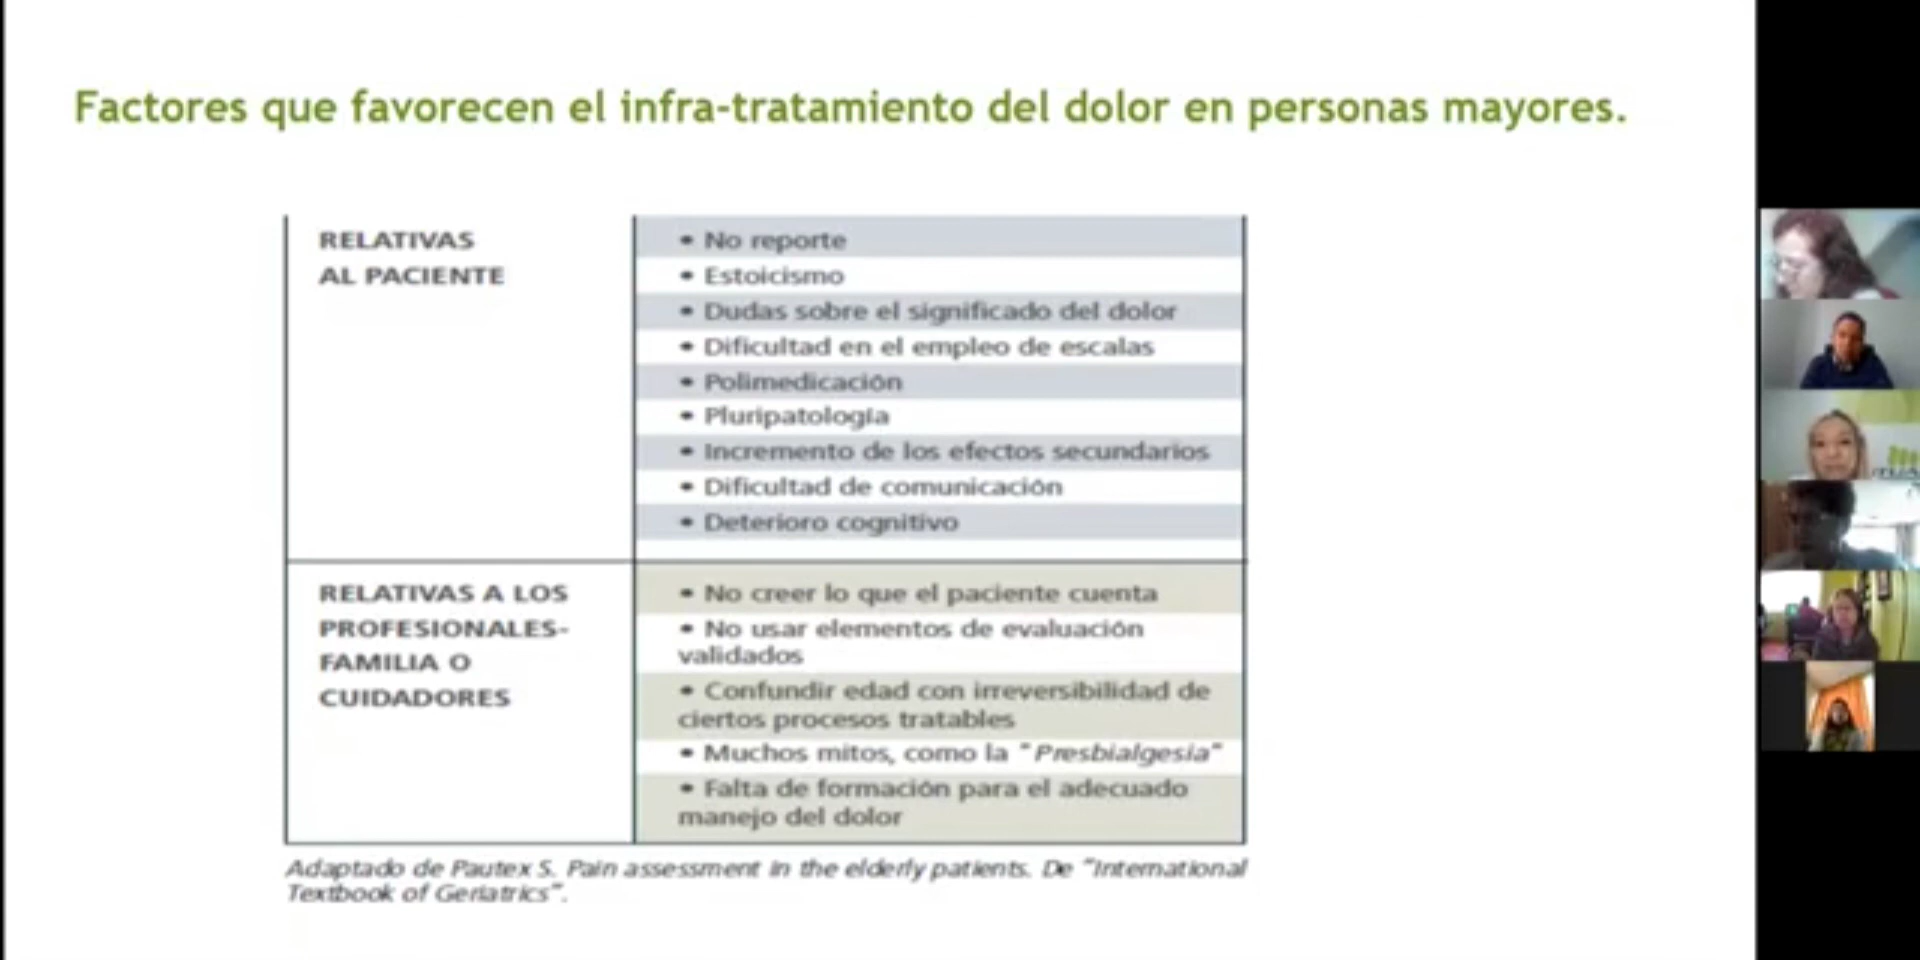 Factores que favorecen el infra-tratamiento del dolor en personas mayores.
RELATIVAS
AL PACIENTE
• No reporte
• Estoicismo
• Dudas sobre el significado del dolor
• Dificultad en el empleo de escalas
• Polimedicación
• Pluripatología
• Incremento de los efectos secundarios
• Dificultad de comunicación
• Deterioro cognitivo
RELATIVAS A LOS
PROFESIONALES-
FAMILIA O
CUIDADORES
• No creer lo que el paciente cuenta
• No usar elementos de evaluación
validados
• Confundir edad con irreversibilidad de
ciertos procesos tratables
• Muchos mitos, como la "Presbialgesia"
• Falta de formación para el adecuado
manejo del dolor
Adaptado de Pautex S. Pain assessment in the elderly patients. De "International
Textbook of Geriatrics".